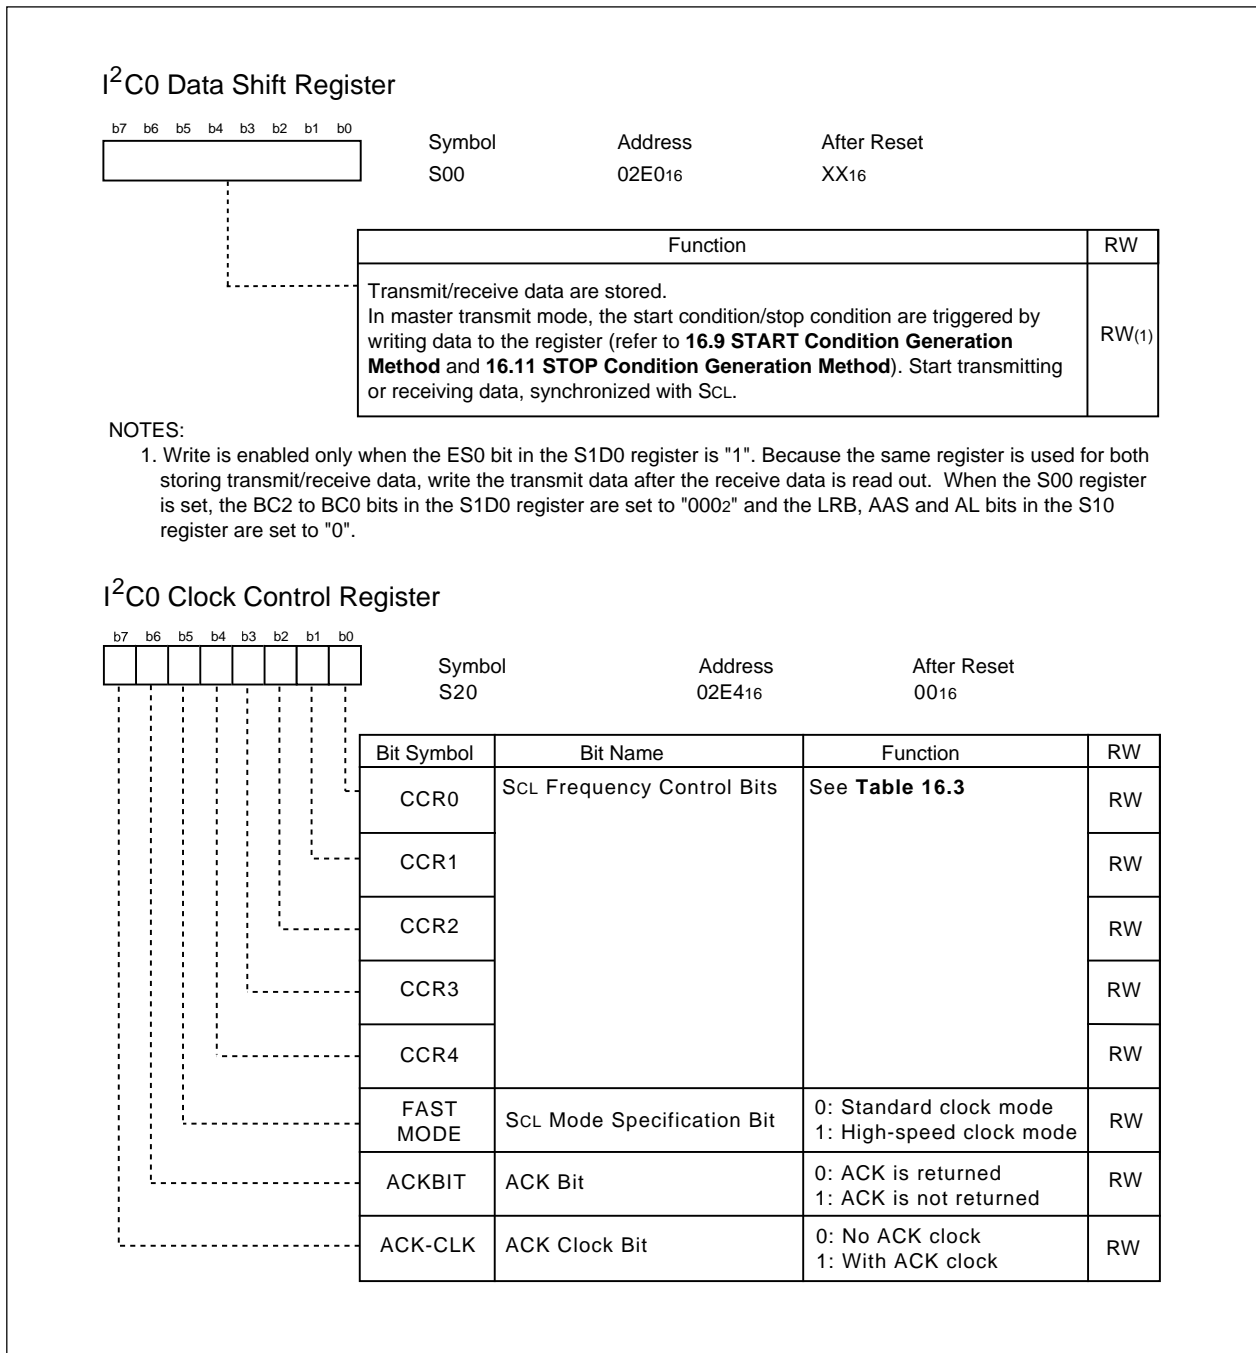 I²C0 Data Shift Register
b7 b6 b5 b4 b3 b2 b1 b0
Symbol Address After Reset
S00 02E016 XX16
Function RW
Transmit/receive data are stored.
In master transmit mode, the start condition/stop condition are triggered by
writing data to the register (refer to 16.9 START Condition Generation
Method and 16.11 STOP Condition Generation Method). Start transmitting
or receiving data, synchronized with SCL.
RW(1)
NOTES:
1. Write is enabled only when the ES0 bit in the S1D0 register is "1". Because the same register is used for both
storing transmit/receive data, write the transmit data after the receive data is read out. When the S00 register
is set, the BC2 to BC0 bits in the S1D0 register are set to "0002" and the LRB, AAS and AL bits in the S10
register are set to "0".
I²C0 Clock Control Register
b7 b6 b5 b4 b3 b2 b1 b0
Symbol Address After Reset
S20 02E416 0016
Bit Symbol Bit Name Function RW
CCR0 SCL Frequency Control Bits See Table 16.3 RW
CCR1 RW
CCR2 RW
CCR3 RW
CCR4 RW
FAST MODE SCL Mode Specification Bit 0: Standard clock mode
1: High-speed clock mode RW
ACKBIT ACK Bit 0: ACK is returned
1: ACK is not returned RW
ACK-CLK ACK Clock Bit 0: No ACK clock
1: With ACK clock RW